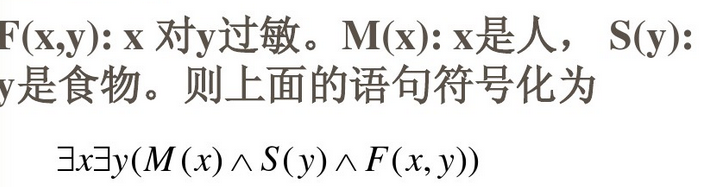 F(x,y): x 对y过敏。M(x): x是人， S(y):
y是食物。则上面的语句符号化为
∃x∃y(M(x)∧S(y)∧F(x,y))